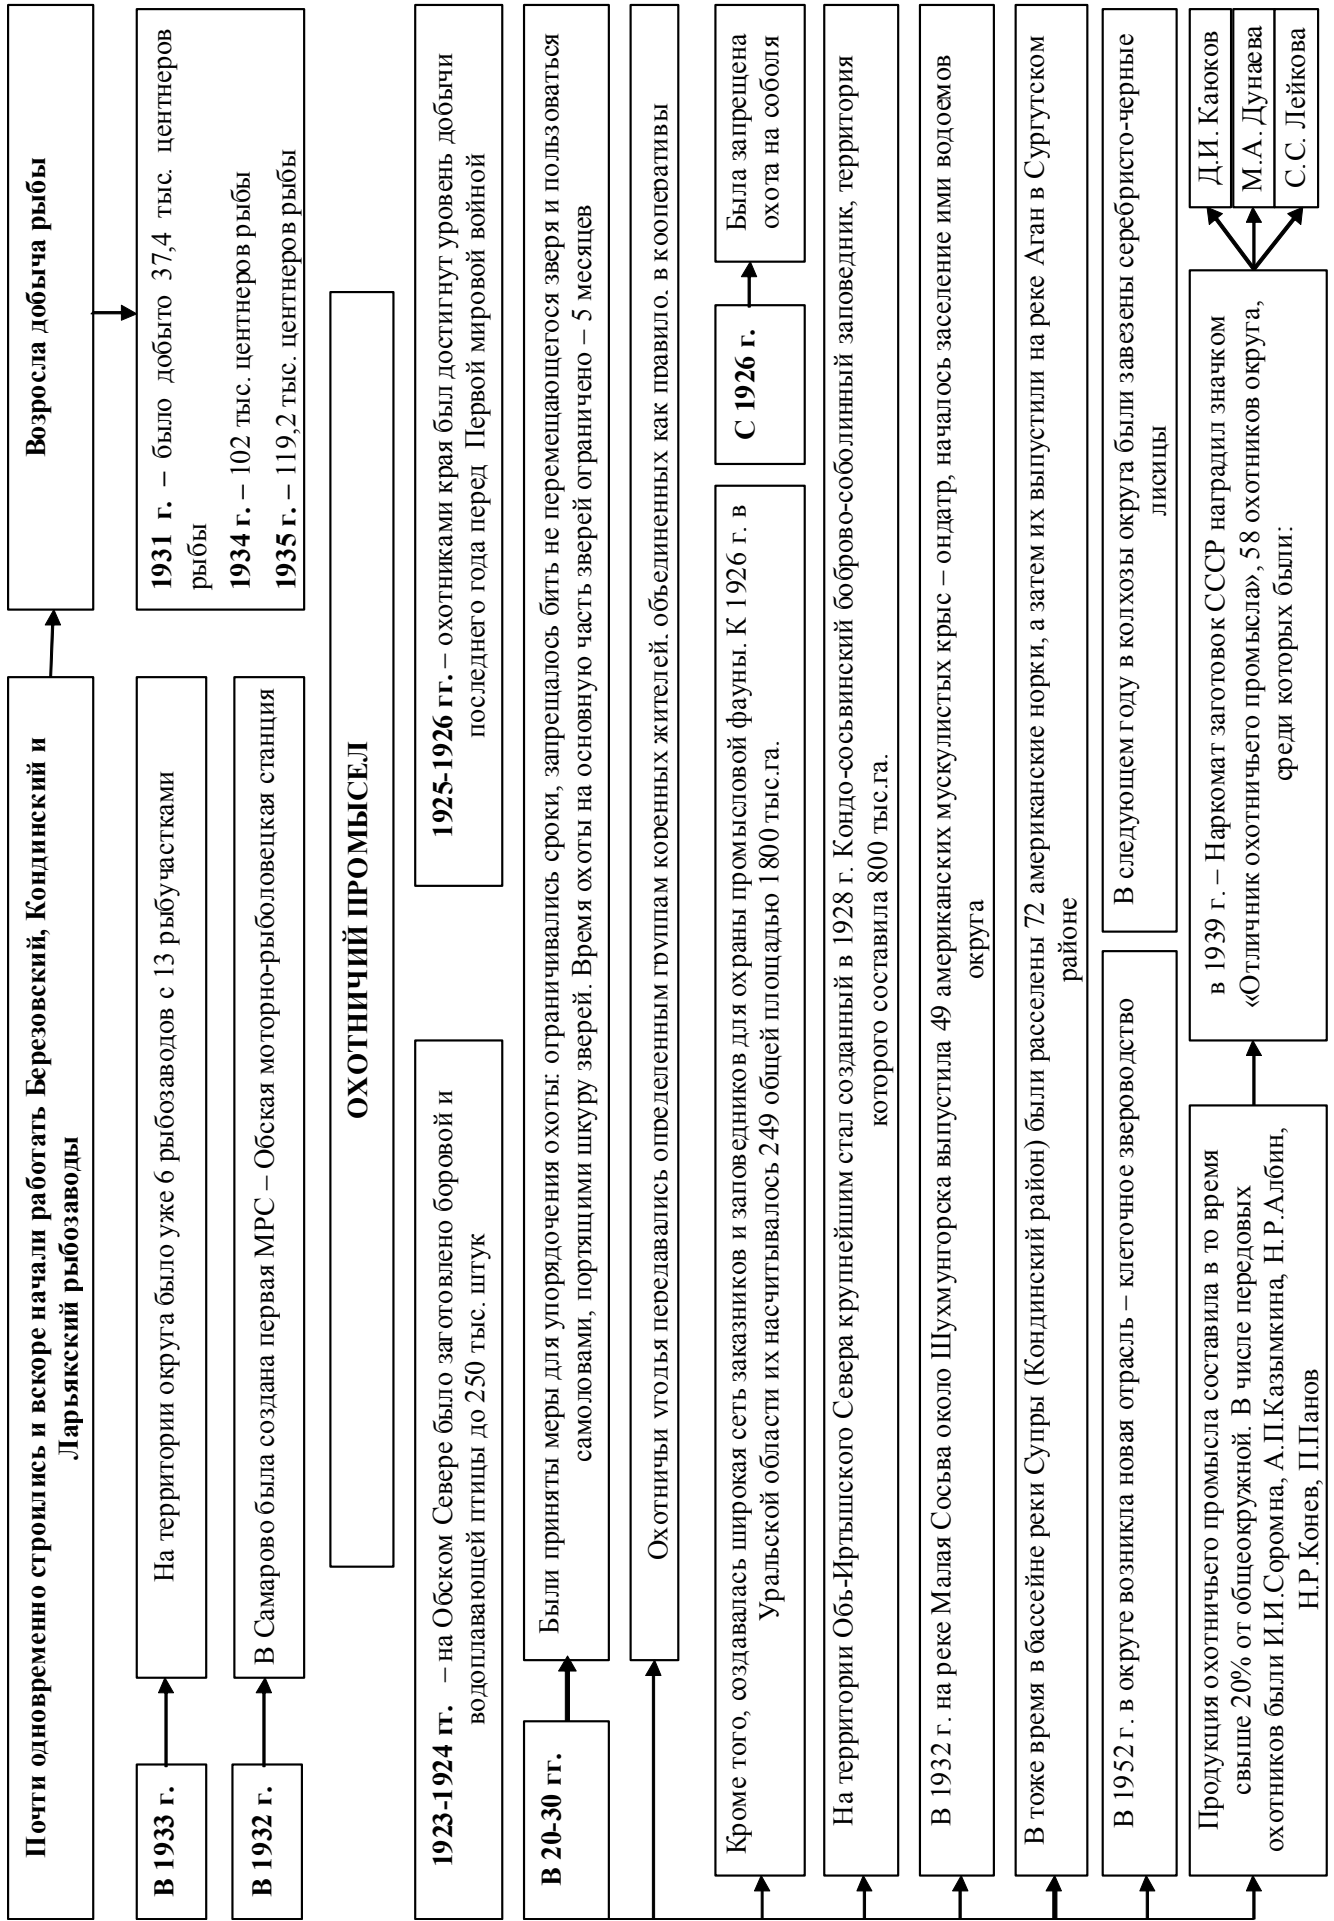 Почти одновременно строились и вскоре начали работать Березовский, Кондинский и
Ларьякский рыбозаводы
Возросла добыча рыбы
В 1933 г.
На территории округа было уже 6 рыбозаводов с 13 рыбучастками
В 1932 г.
В Самарово была создана первая МРС – Обская моторно-рыболовецкая станция
1931 г. – было добыто 37,4 тыс. центнеров
рыбы
1934 г. – 102 тыс. центнеров рыбы
1935 г. – 119,2 тыс. центнеров рыбы
ОХОТНИЧИЙ ПРОМЫСЕЛ
1923-1924 гг. – на Обском Севере было заготовлено боровой и
водоплавающей птицы до 250 тыс. штук
1925-1926 гг. – охотниками края был достигнут уровень добычи
последнего года перед Первой мировой войной
В 20-30 гг.
Были приняты меры для упорядочения охоты: ограничивались сроки, запрещалось бить не перемещающегося зверя и пользоваться
самоловами, портящими шкуру зверей. Время охоты на основную часть зверей ограничено – 5 месяцев
Охотничьи угодья передавались определенным группам коренных жителей, объединенных как правило, в кооперативы
Кроме того, создавалась широкая сеть заказников и заповедников для охраны промысловой фауны. К 1926 г. в
Уральской области их насчитывалось 249 общей площадью 1800 тыс.га.
С 1926 г.
Была запрещена
охота на соболя
На территории Обь-Иртышского Севера крупнейшим стал созданный в 1928 г. Кондо-сосьвинский боброво-соболинный заповедник, территория
которого составила 800 тыс.га.
В 1932 г. на реке Малая Сосьва около Шухмунгорска выпустила 49 американских мускулистых крыс – ондатр, началось заселение ими водоемов
округа
В тоже время в бассейне реки Супры (Кондинский район) были расселены 72 американские норки, а затем их выпустили на реке Аган в Сургутском
районе
В 1952 г. в округе возникла новая отрасль – клеточное звероводство
В следующем году в колхозы округа были завезены серебристо-черные
лисицы
Продукция охотничьего промысла составила в то время
свыше 20% от общеокружной. В числе передовых
охотников были И.И.Соромна, А.П.Казымкина, Н.Р.Албин,
Н.Р.Конев, П.Панов
в 1939 г. – Наркомат заготовок СССР наградил значком
«Отличник охотничьего промысла», 58 охотников округа,
среди которых были:
Д.И. Каюков
М.А. Дунаева
С.С. Лейкова